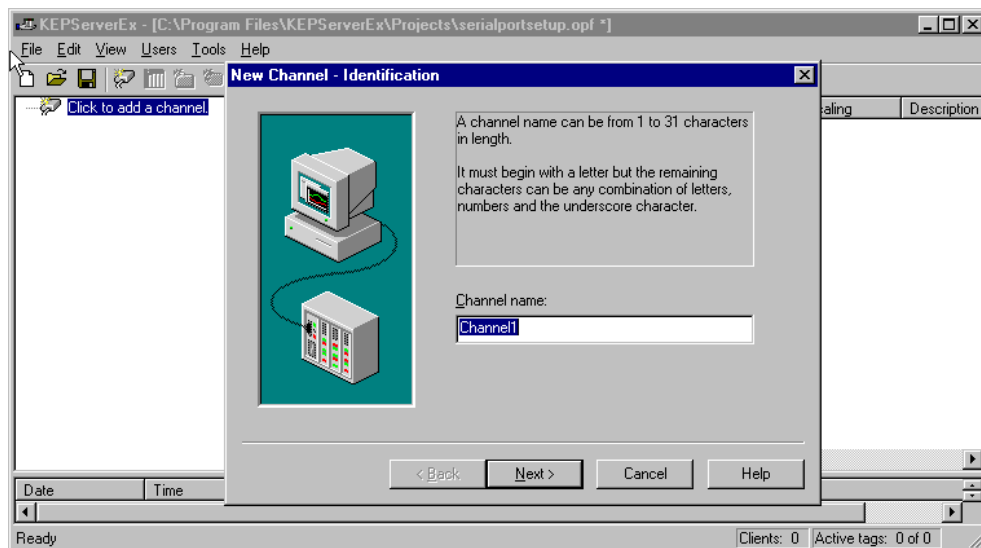 KEPServerEx - [C:\Program Files\KEPServerEx\Projects\serialportsetup.opf *]
File Edit View Users Tools Help
New Channel - Identification
Click to add a channel.
Description
A channel name can be from 1 to 31 characters
in length.
It must begin with a letter but the remaining
characters can be any combination of letters,
numbers and the underscore character.
Channel name:
Channel1
< Back Next > Cancel Help
Date Time
Ready Clients: 0 Active tags: 0 of 0